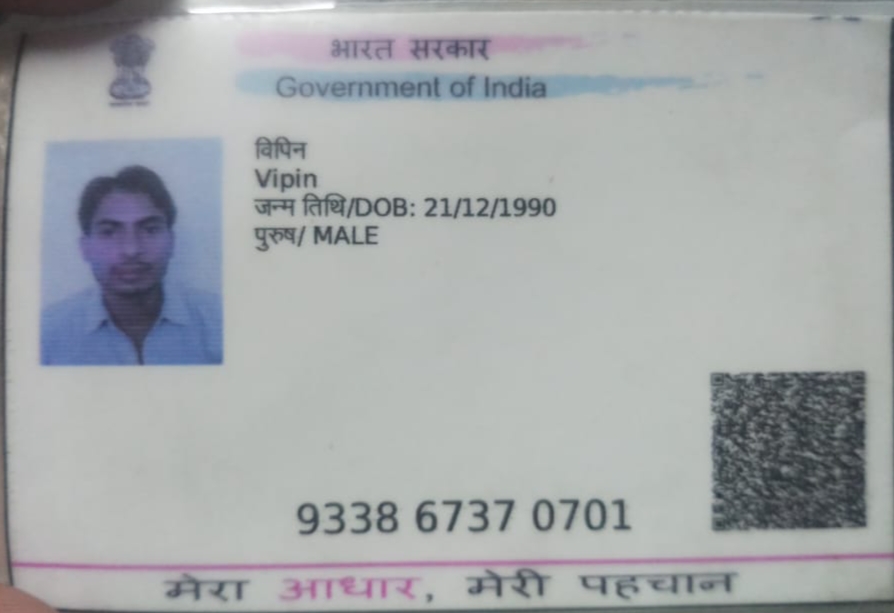 भारत सरकार
Government of India
विपिन
Vipin
जन्म तिथि/DOB: 21/12/1990
पुरुष/ MALE
9338 6737 0701
मेरा आधार, मेरी पहचान